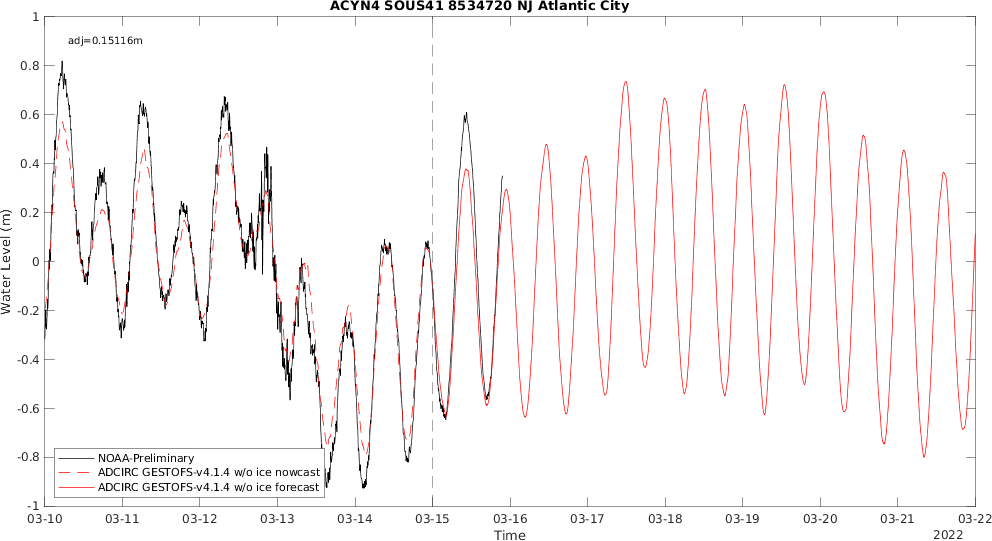 ACYN4 SOUS41 8534720 NJ Atlantic City
adj=0.15116m
1
0.8
0.6
0.4
0.2
0
-0.2
-0.4
-0.6
-0.8
-1
Water Level (m)
NOAA-Preliminary
ADCIRC GESTOFS-v4.1.4 w/o ice nowcast
ADCIRC GESTOFS-v4.1.4 w/o ice forecast
03-10 03-11 03-12 03-13 03-14 03-15 03-16 03-17 03-18 03-19 03-20 03-21 03-22
Time
2022